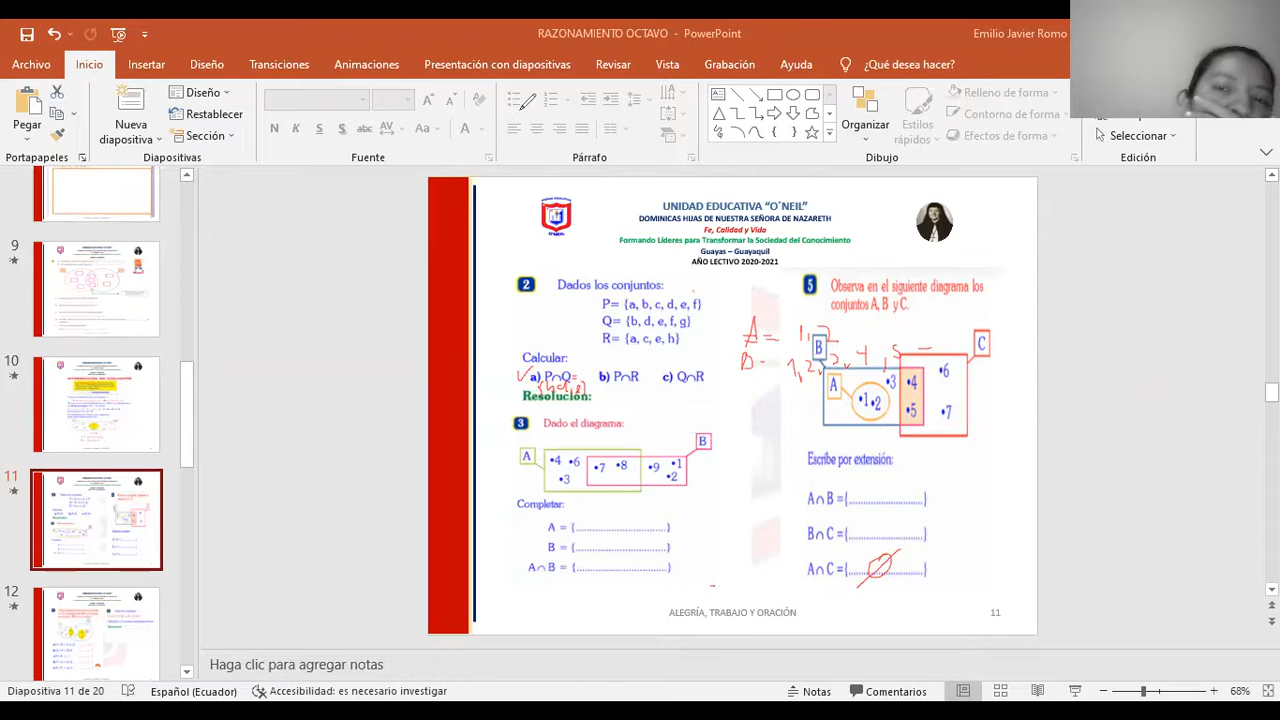 RAZONAMIENTO OCTAVO - PowerPoint
Emilio Javier Romo
Archivo Inicio Insertar Diseño Transiciones Animaciones Presentación con diapositivas Revisar Vista Grabación Ayuda ¿Qué desea hacer?
Pegar
Nueva diapositiva
Diseño
Restablecer
Sección
N K S S abc AV Aa A
Organizar
Estilos rápidos
Relleno de forma
Contorno de forma
Efectos de forma
Seleccionar
Portapapeles Diapositivas Fuente Párrafo Dibujo Edición
9
10
11
12
UNIDAD EDUCATIVA "O´NEIL"
DOMINICAS HIJAS DE NUESTRA SEÑORA DE NAZARETH
Fe, Calidad y Vida
Formando Líderes para Transformar la Sociedad del Conocimiento
Guayas – Guayaquil
AÑO LECTIVO 2020-2021
2 Dados los conjuntos:
P= {a, b, c, d, e, f}
Q= {b, d, e, f, g}
R= {a, c, e, h}
Calcular:
a) P∩Q= b) P∩R c) Q∩R
Resolución:
3 Dado el diagrama:
A B
•4 •6 •3 •7 •8 •9 •1 •2
Completar:
A = {..............................}
B = {..............................}
A ∩ B = {..............................}
5 Observa en el siguiente diagrama los
conjuntos A, B y C.
A = 1, 2
B
B C
A •1 •2 •3 •4 •5 •6 •7
Escribe por extensión:
A∩ B ={.........................}
B∩ C ={.........................}
A∩ C ={.........................}
ALEGRÍA, TRABAJO Y ORACIÓN 11
Haga clic para agregar notas
Diapositiva 11 de 20 Español (Ecuador) Accesibilidad: es necesario investigar Notas Comentarios 68%